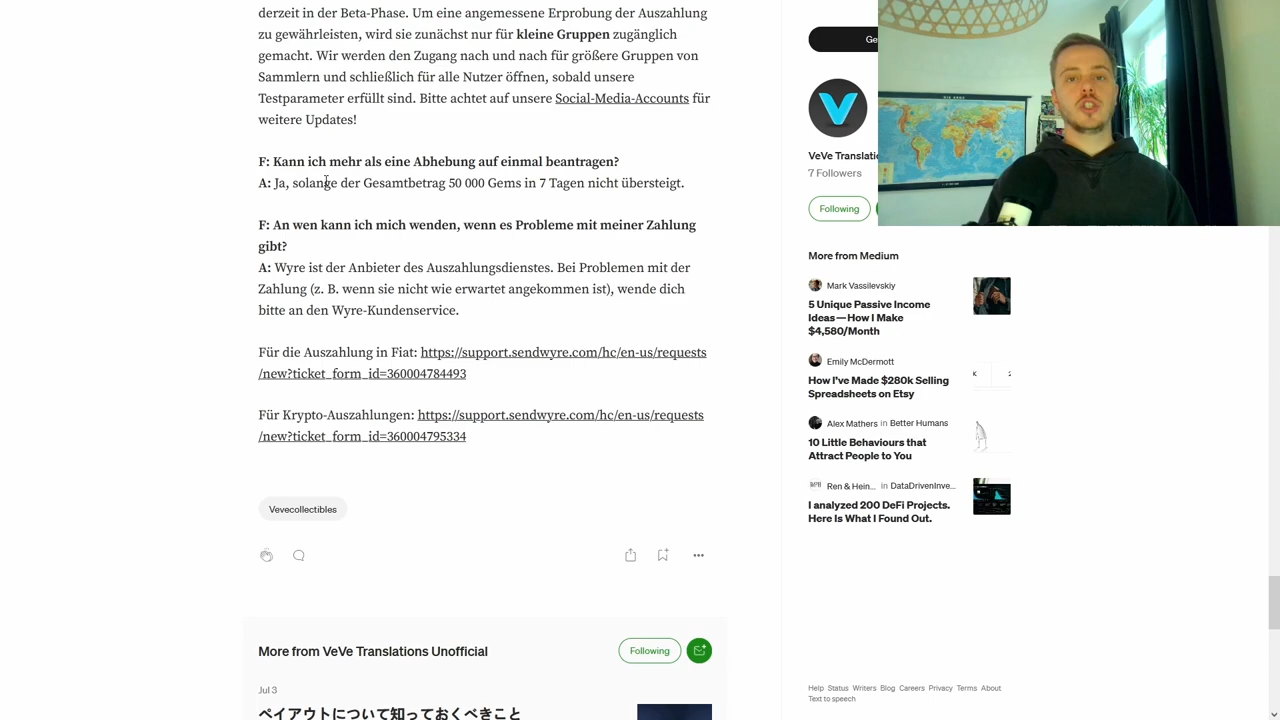 derzeit in der Beta-Phase. Um eine angemessene Erprobung der Auszahlung
zu gewährleisten, wird sie zunächst nur für kleine Gruppen zugänglich
gemacht. Wir werden den Zugang nach und nach für größere Gruppen von
Sammlern und schließlich für alle Nutzer öffnen, sobald unsere
Testparameter erfüllt sind. Bitte achtet auf unsere Social-Media-Accounts für
weitere Updates!
F: Kann ich mehr als eine Abhebung auf einmal beantragen?
A: Ja, solange der Gesamtbetrag 50 000 Gems in 7 Tagen nicht übersteigt.
F: An wen kann ich mich wenden, wenn es Probleme mit meiner Zahlung
gibt?
A: Wyre ist der Anbieter des Auszahlungsdienstes. Bei Problemen mit der
Zahlung (z. B. wenn sie nicht wie erwartet angekommen ist), wende dich
bitte an den Wyre-Kundenservice.
Für die Auszahlung in Fiat: https://support.sendwyre.com/hc/en-us/requests
/new?ticket_form_id=360004784493
Für Krypto-Auszahlungen: https://support.sendwyre.com/hc/en-us/requests
/new?ticket_form_id=360004795334
Vevecollectibles
More from VeVe Translations Unofficial
Following
Jul 3
ペイアウトについて知っておくべきこと
Ge
VeVe Translatio
7 Followers
Following
More from Medium
Mark Vassilevskiy
5 Unique Passive Income
Ideas — How I Make
$4,580/Month
Emily McDermott
How I've Made $280k Selling
Spreadsheets on Etsy
Alex Mathers in Better Humans
10 Little Behaviours that
Attract People to You
Ren & Hein... in DataDrivenInve...
I analyzed 200 DeFi Projects.
Here Is What I Found Out.
Help Status Writers Blog Careers Privacy Terms About
Text to speech